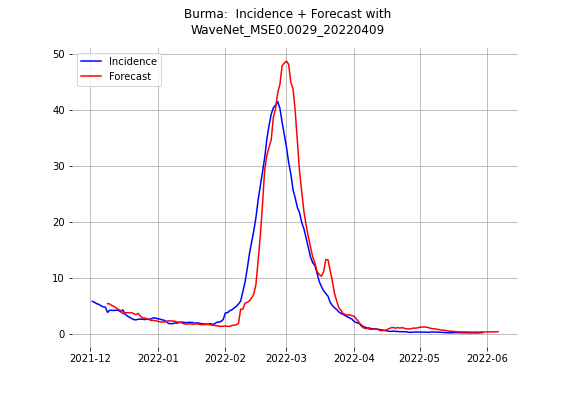 Burma:  Incidence + Forecast with
WaveNet_MSE0.0029_20220409
Incidence
Forecast
50
40
30
20
10
0
2021-12 2022-01 2022-02 2022-03 2022-04 2022-05 2022-06